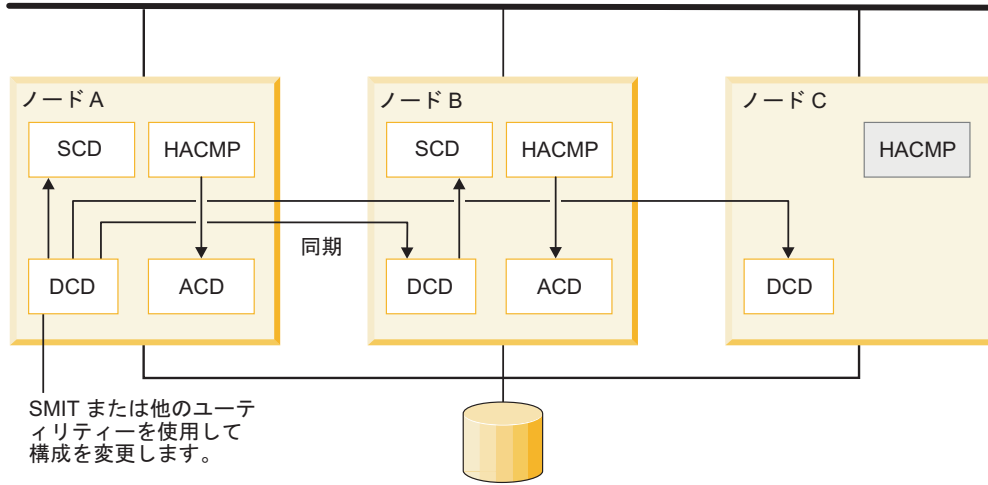 ノード A
SCD
HACMP
DCD
ACD
ノード B
SCD
HACMP
DCD
ACD
ノード C
HACMP
DCD
同期
SMIT または他のユーテ
ィリティーを使用して
構成を変更します。